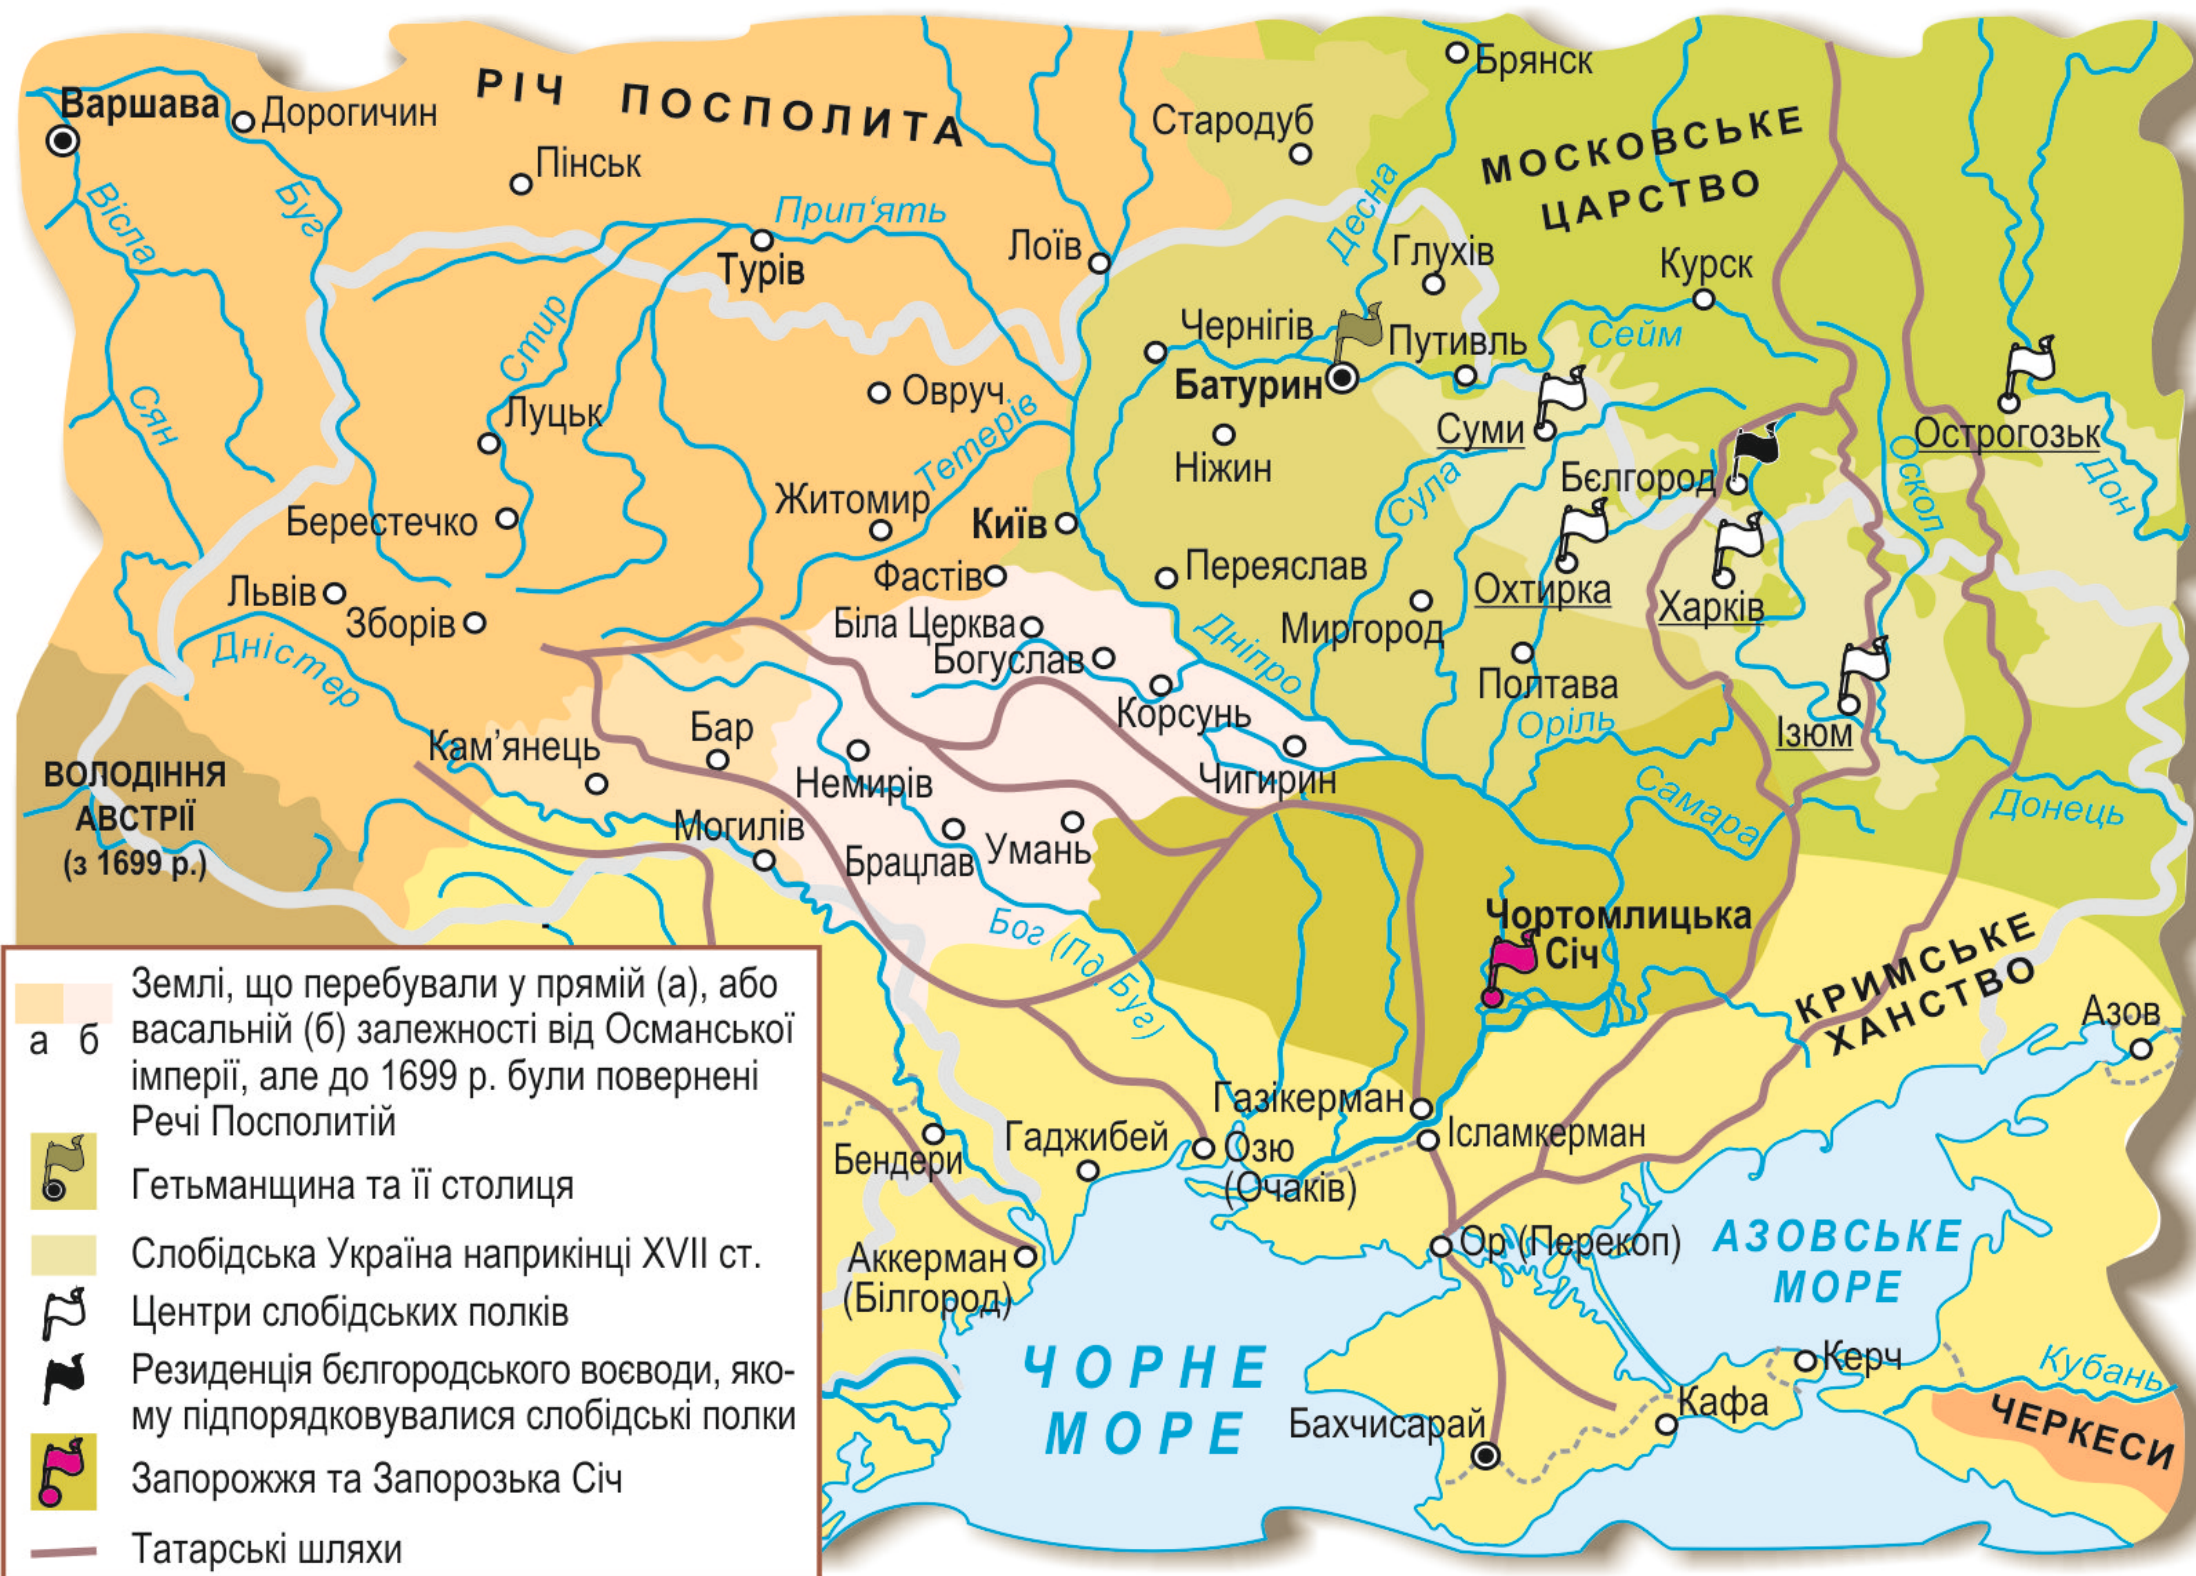 РІЧ ПОСПОЛИТА
МОСКОВСЬКЕ
ЦАРСТВО
Брянск
Варшава
Дорогичин
Стародуб
Пінськ
Вісла
Буг
Прип‘ять
Десна
Лоїв
Турів
Глухів
Курск
Стир
Чернігів
Путивль
Сейм
Сян
Луцьк
Овруч
Батурин
Суми
Острогозьк
Тетерів
Ніжин
Сула
Бєлгород
Оскол
Дон
Берестечко
Житомир
Київ
Львів
Зборів
Фастів
Переяслав
Охтирка
Харків
Дністер
Біла Церква
Богуслав
Дніпро
Миргород
Полтава
Корсунь
Оріль
Ізюм
Кам’янець
Бар
Немирів
Чигирин
Самара
Донець
ВОЛОДІННЯ
АВСТРІЇ
(з 1699 р.)
Могилів
Брацлав
Умань
Бог (Пд. Буг)
Чортомлицька
Січ
КРИМСЬКЕ
ХАНСТВО
Азов
Газікерман
Ісламкерман
Бендери
Гаджибей
Озю
(Очаків)
Аккерман
(Білгород)
Ор (Перекоп)
АЗОВСЬКЕ
МОРЕ
ЧОРНЕ
МОРЕ
Керч
Кафа
Бахчисарай
Кубань
ЧЕРКЕСИ
а б
Землі, що перебували у прямій (а), або
васальній (б) залежності від Османської
імперії, але до 1699 р. були повернені
Речі Посполитій
Гетьманщина та її столиця
Слобідська Україна наприкінці XVII ст.
Центри слобідських полків
Резиденція бєлгородського воєводи, яко-
му підпорядковувалися слобідські полки
Запорожжя та Запорозька Січ
Татарські шляхи